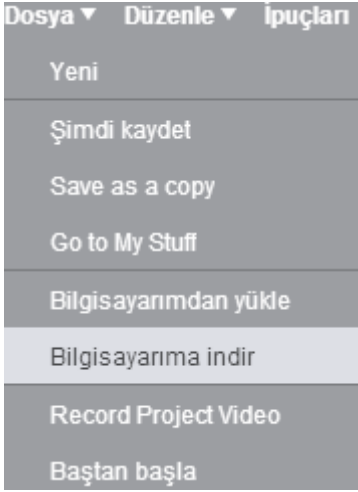 Dosya ▼ Düzenle ▼ İpuçları
Yeni
Şimdi kaydet
Save as a copy
Go to My Stuff
Bilgisayarımdan yükle
Bilgisayarıma indir
Record Project Video
Baştan başla